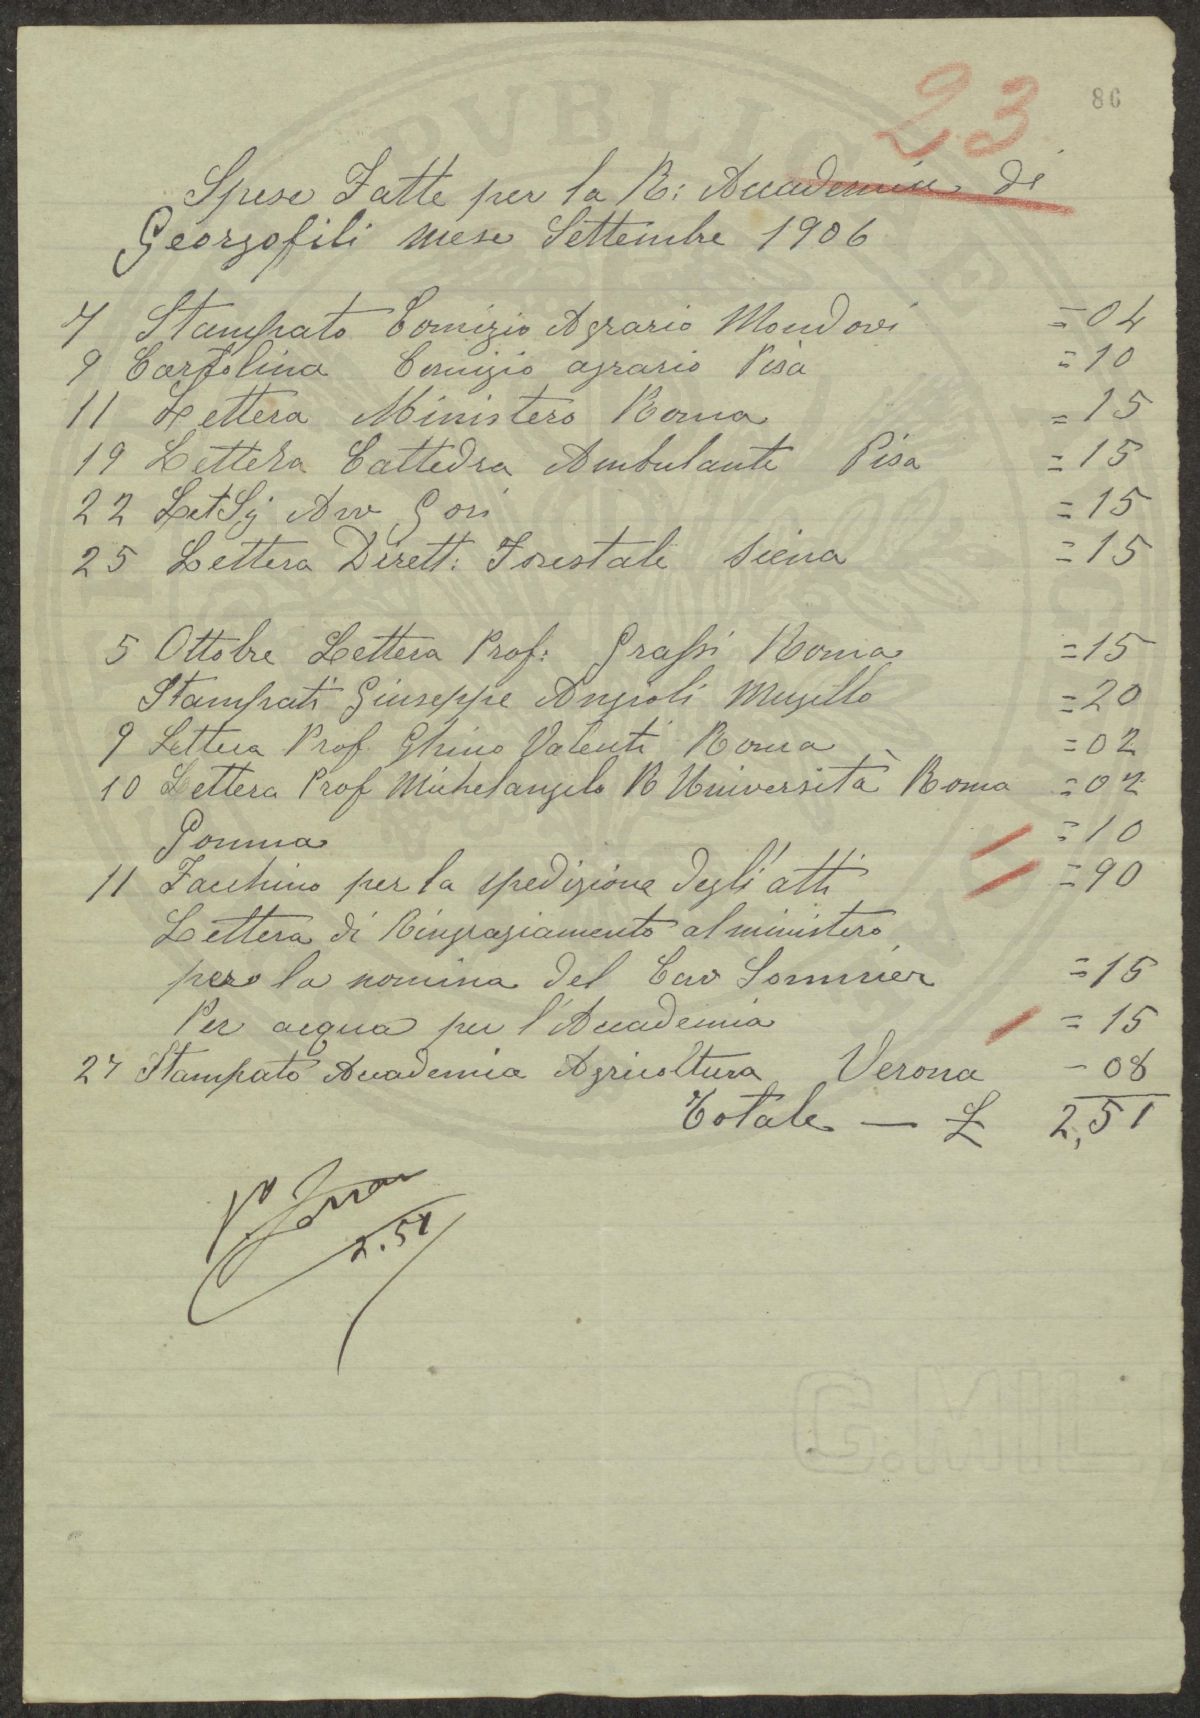 23
86
Spese Fatte per la R: Accademia di
Georgofili mese Settembre 1906
7 Stampato Comizio Agrario Mondovi =04
9 Cartolina Comizio agrario Pisa =10
11 Lettera Ministero Roma =15
19 Lettera Cattedra Ambulante Pisa =15
22 Let Sig Avv Gori =15
25 Lettera Dirett: Forestale Siena =15
5 Ottobre Lettera Prof: Grassi Roma =15
Stampati Giuseppe Angioli Mugello =20
9 Lettera Prof Ghino Valenti Roma =02
10 Lettera Prof Michelangelo R Università Roma =02
Gomma =10
11 Facchino per la spedizione degli atti =90
Lettera di Ringraziamento al ministero
pero la nomina del Cav Sommier =15
Per acqua per l'Accademia =15
27 Stampato Accademia Agricoltura Verona -08
Totale — £ 2,51
2.51
G.MIL